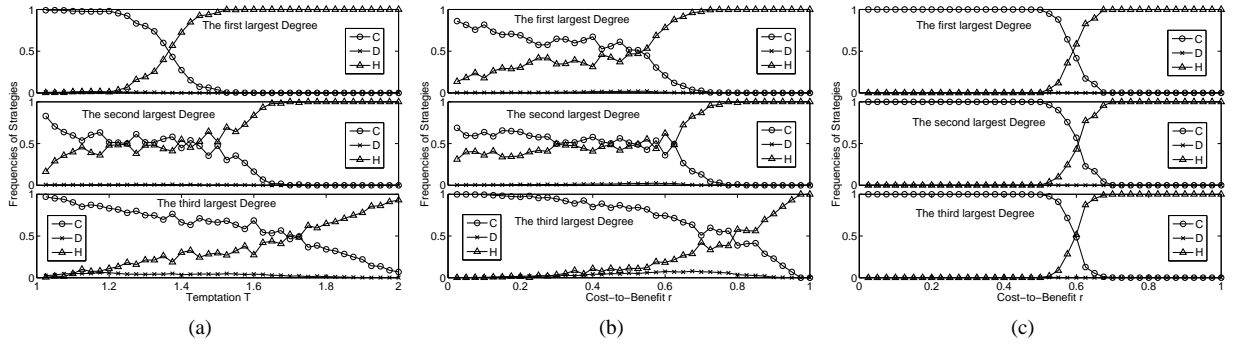 Frequencies of Strategies
1
The first largest Degree
0.5
0
C
D
H
1
The second largest Degree
0.5
0
C
D
H
1
The third largest Degree
0.5
0
C
D
H
1 1.2 1.4 1.6 1.8 2
Temptation T
(a)
Frequencies of Strategies
1
The first largest Degree
0.5
0
C
D
H
1
The second largest Degree
0.5
0
C
D
H
1
The third largest Degree
0.5
0
C
D
H
0 0.2 0.4 0.6 0.8 1
Cost−to−Benefit r
(b)
Frequencies of Strategies
1
The first largest Degree
0.5
0
C
D
H
1
The second largest Degree
0.5
0
C
D
H
1
The third largest Degree
0.5
0
C
D
H
0 0.2 0.4 0.6 0.8 1
Cost−to−Benefit r
(c)